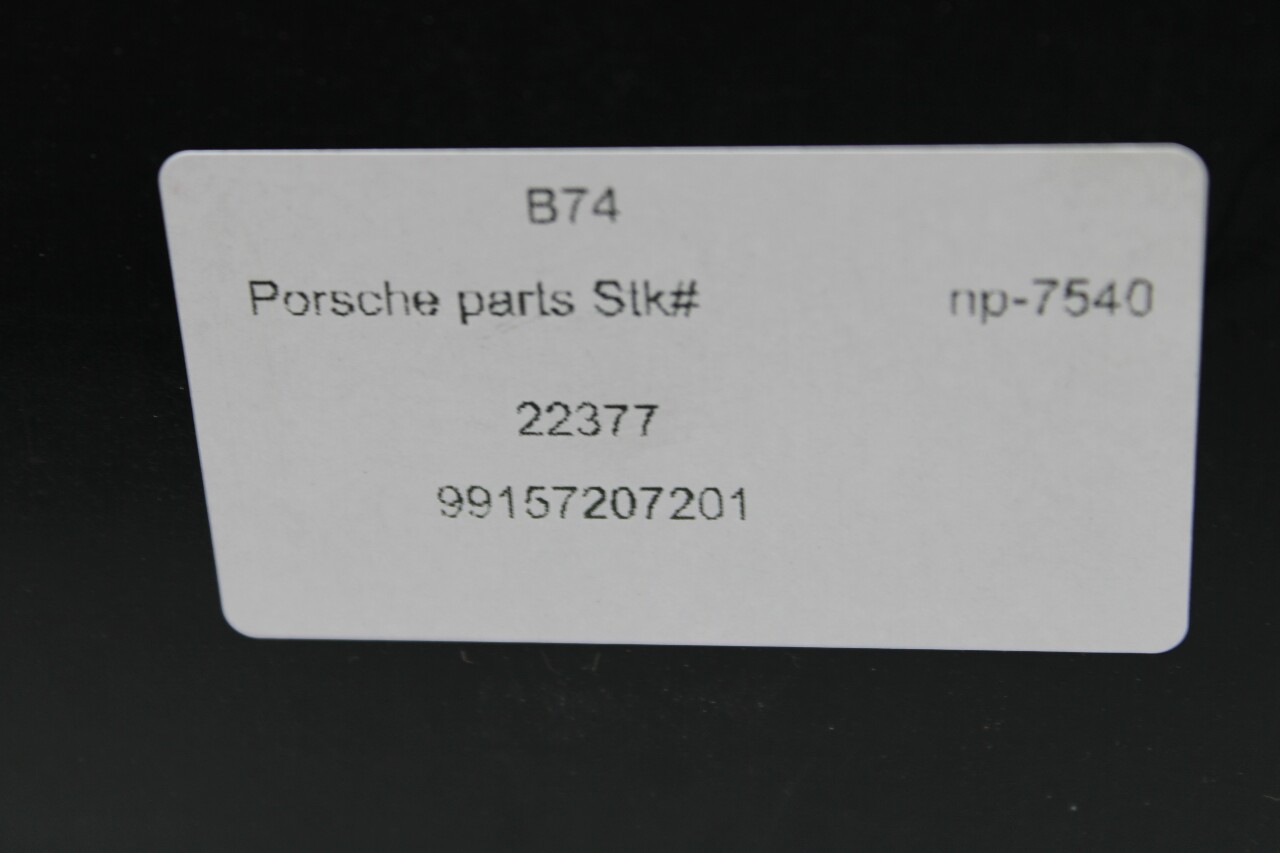 B74
Porsche parts Stk# np-7540
22377
99157207201